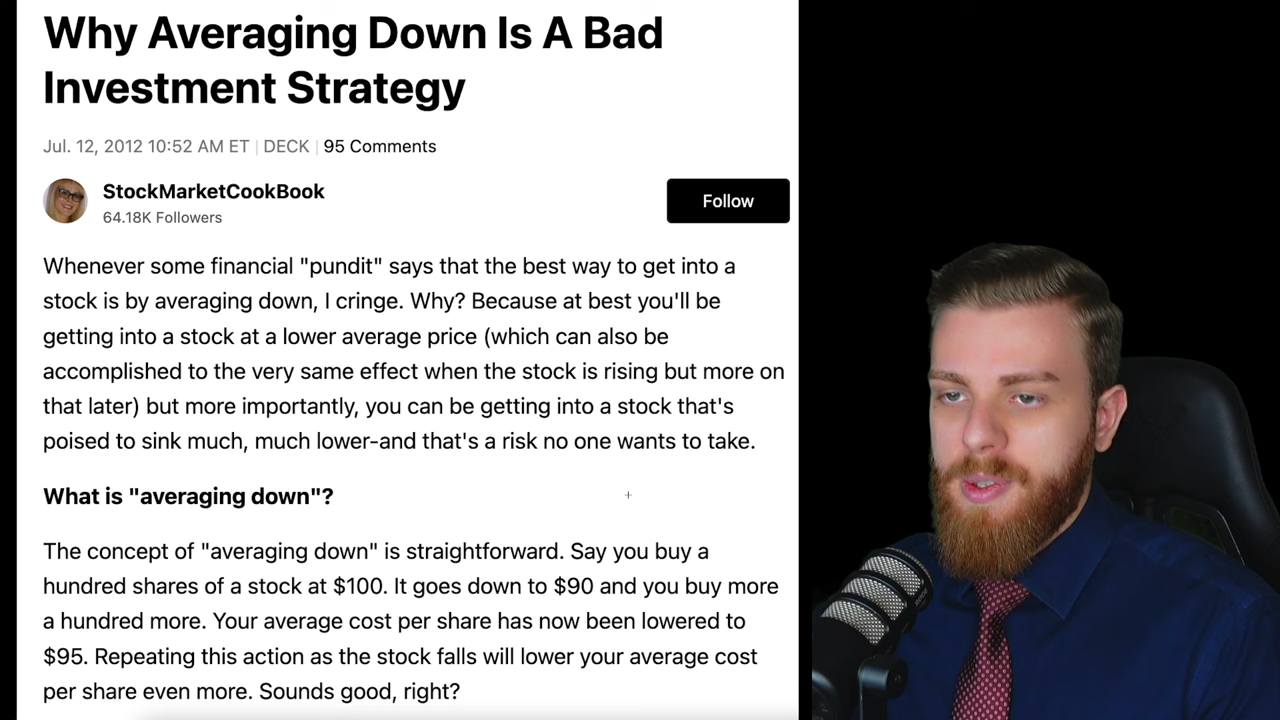 Why Averaging Down Is A Bad
Investment Strategy
Jul. 12, 2012 10:52 AM ET | DECK | 95 Comments
StockMarketCookBook
64.18K Followers
Follow
Whenever some financial "pundit" says that the best way to get into a
stock is by averaging down, I cringe. Why? Because at best you'll be
getting into a stock at a lower average price (which can also be
accomplished to the very same effect when the stock is rising but more on
that later) but more importantly, you can be getting into a stock that's
poised to sink much, much lower-and that's a risk no one wants to take.
What is "averaging down"?
The concept of "averaging down" is straightforward. Say you buy a
hundred shares of a stock at $100. It goes down to $90 and you buy more
a hundred more. Your average cost per share has now been lowered to
$95. Repeating this action as the stock falls will lower your average cost
per share even more. Sounds good, right?